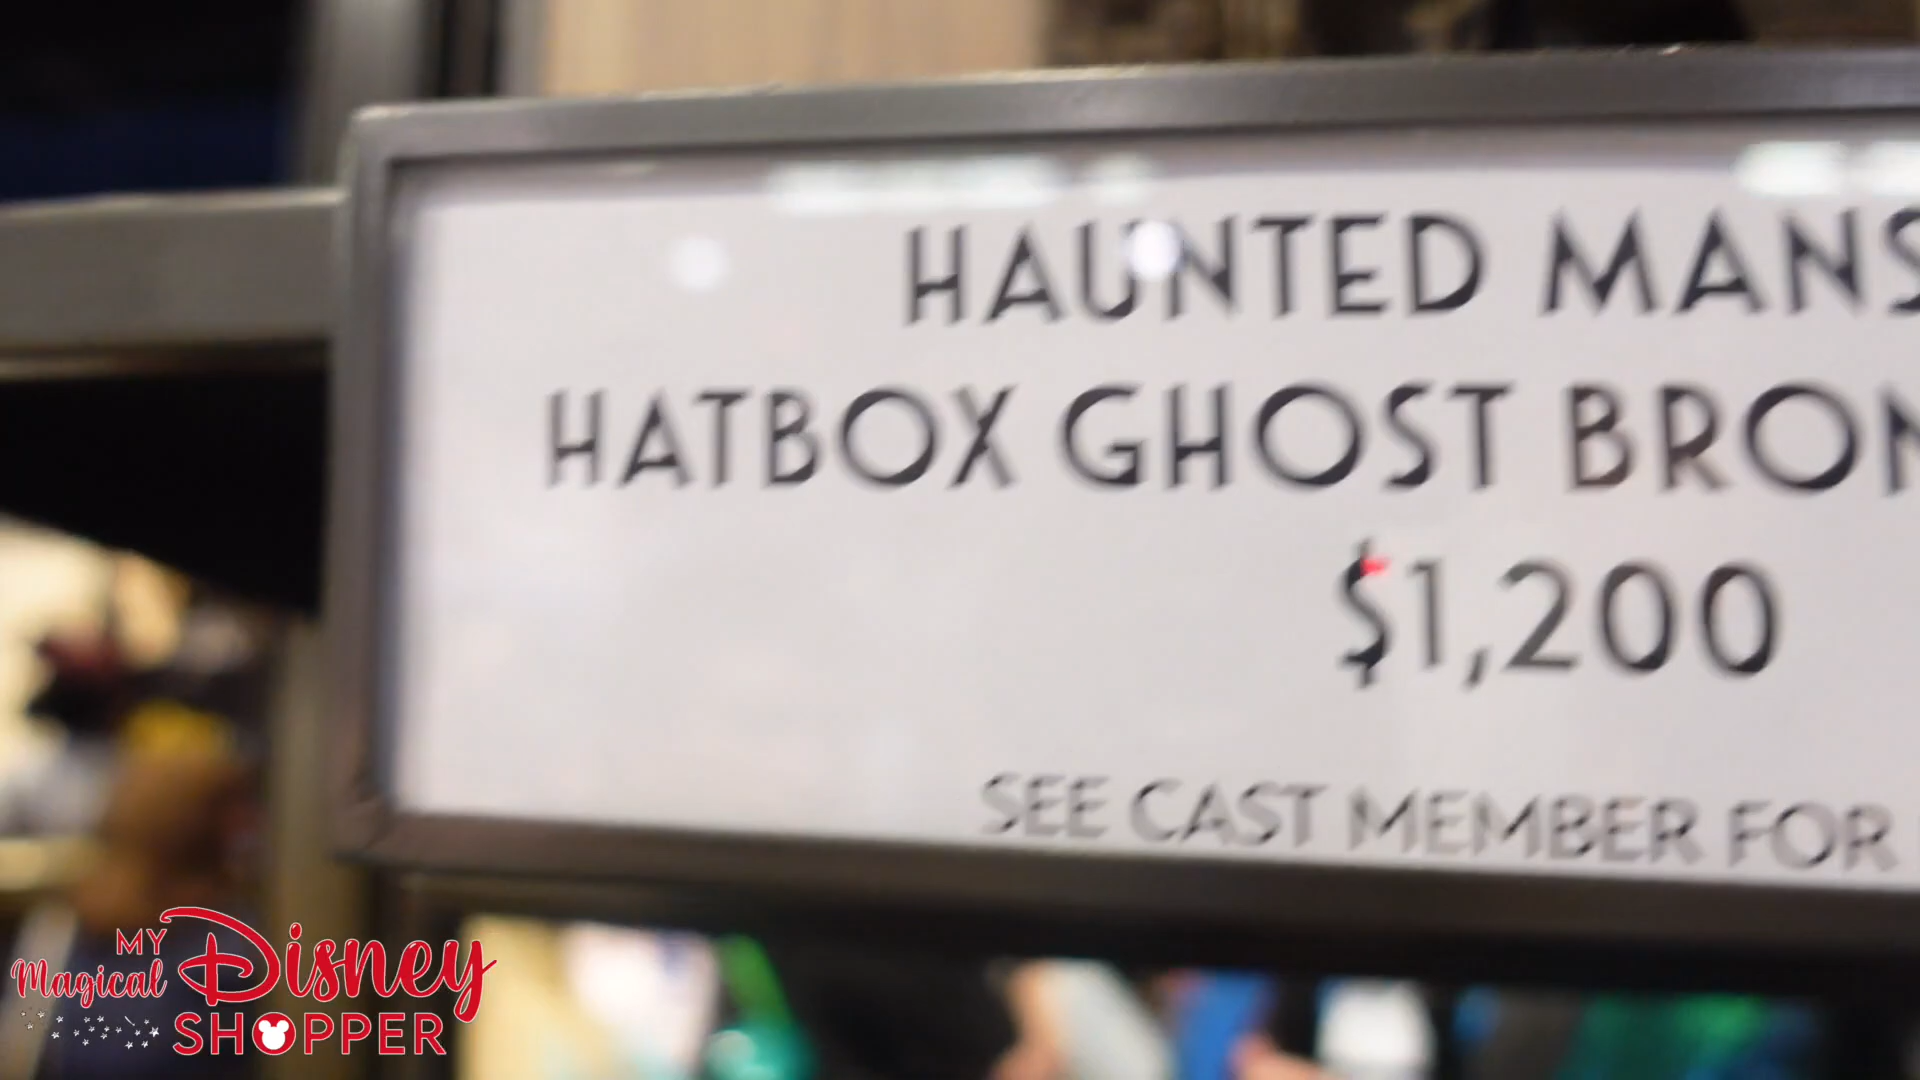 HAUNTED MANS
HATBOX GHOST BRON
$1,200
SEE CAST MEMBER FOR
MY
Magical Disney
SHOPPER